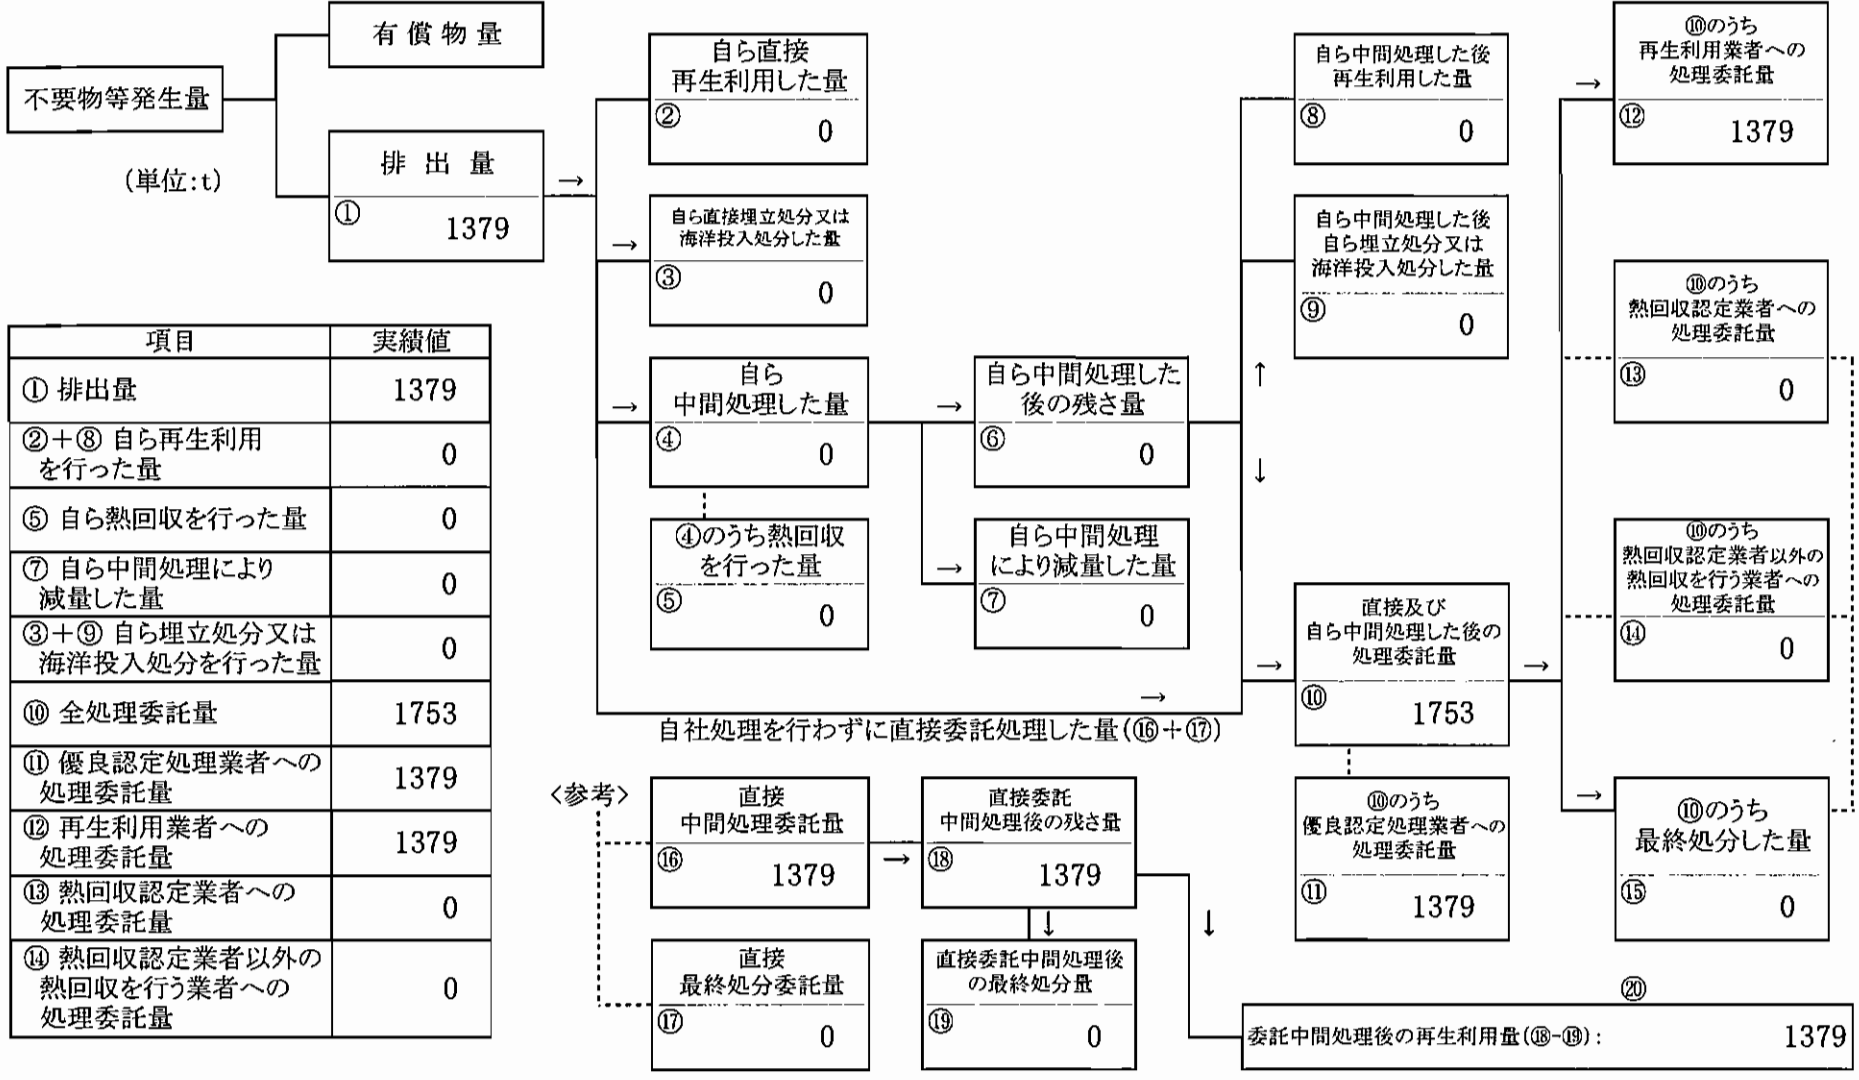 有償物量
不要物等発生量
(単位:t)
排出量
①
1379
→
自ら直接
再生利用した量
②
0
→
自ら直接埋立処分又は
海洋投入処分した量
③
0
→
自ら
中間処理した量
④
0
④のうち熱回収
を行った量
⑤
0
→
自ら中間処理した
後の残さ量
⑥
0
→
自ら中間処理
により減量した量
⑦
0
↑
↓
自ら中間処理した後
再生利用した量
⑧
0
自ら中間処理した後
自ら埋立処分又は
海洋投入処分した量
⑨
0
→
自社処理を行わずに直接委託処理した量(⑯+⑰)
→
直接及び
自ら中間処理した後の
処理委託量
⑩
1753
→
⑩のうち
優良認定処理業者への
処理委託量
⑪
1379
→
⑩のうち
再生利用業者への
処理委託量
⑫
1379
⑩のうち
熱回収認定業者への
処理委託量
⑬
0
⑩のうち
熱回収認定業者以外の
熱回収を行う業者への
処理委託量
⑭
0
→
⑩のうち
最終処分した量
⑮
0
<参考>
直接
中間処理委託量
⑯
1379
→
直接委託
中間処理後の残さ量
⑱
1379
↓
↓
直接
最終処分委託量
⑰
0
直接委託中間処理後
の最終処分量
⑲
0
⑳
委託中間処理後の再生利用量(⑱-⑲): 1379
項目 実績値
① 排出量 1379
②+⑧ 自ら再生利用
を行った量 0
⑤ 自ら熱回収を行った量 0
⑦ 自ら中間処理により
減量した量 0
③+⑨ 自ら埋立処分又は
海洋投入処分を行った量 0
⑩ 全処理委託量 1753
⑪ 優良認定処理業者への
処理委託量 1379
⑫ 再生利用業者への
処理委託量 1379
⑬ 熱回収認定業者への
処理委託量 0
⑭ 熱回収認定業者以外の
熱回収を行う業者への
処理委託量 0